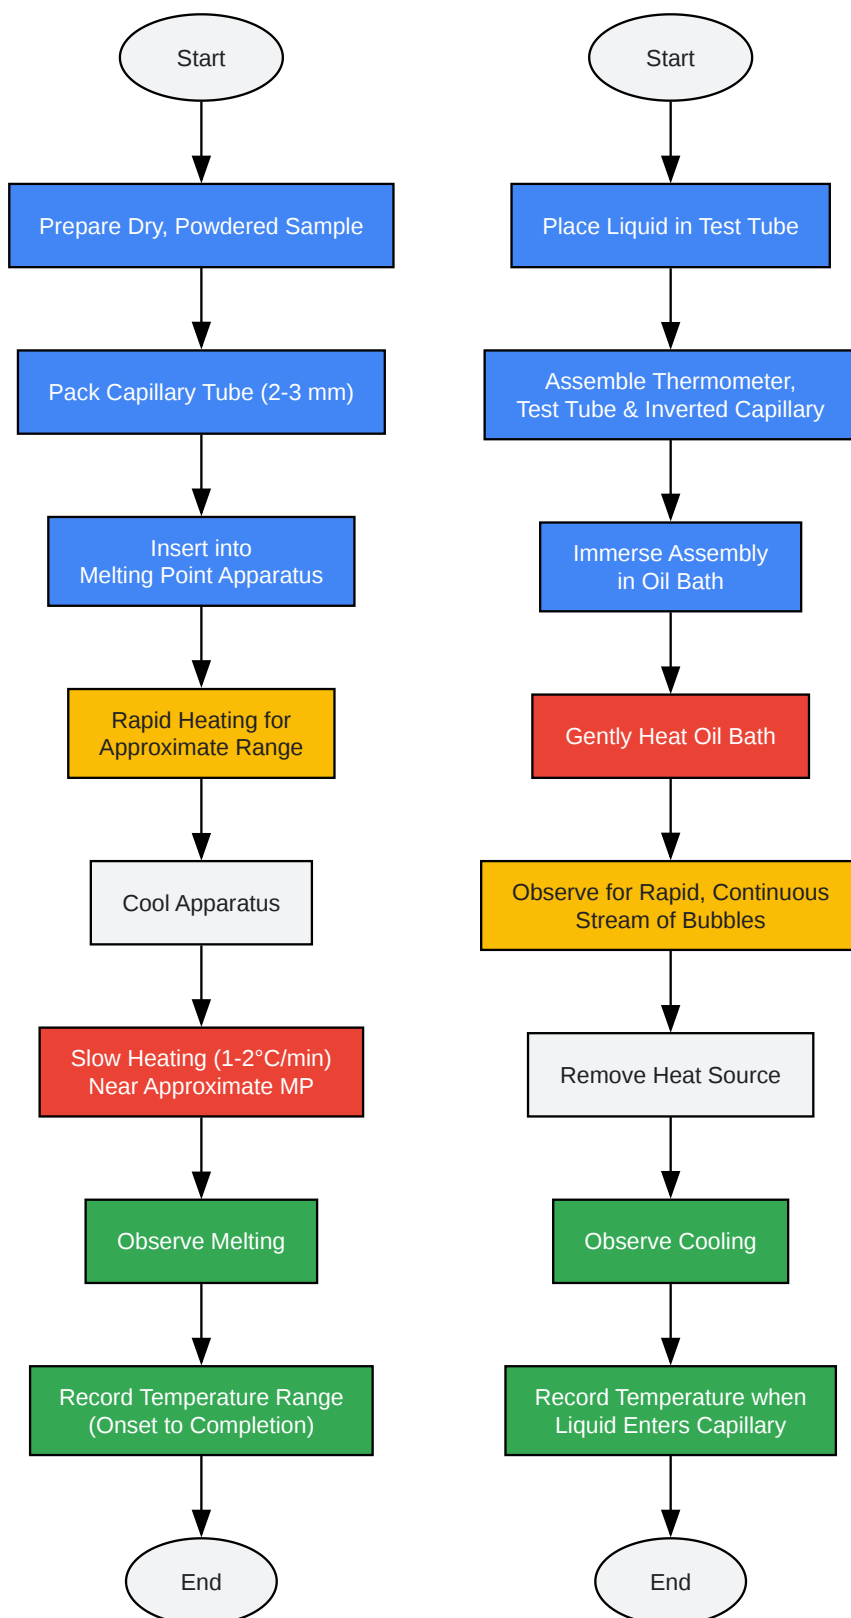 Start
Prepare Dry, Powdered Sample
Pack Capillary Tube (2-3 mm)
Insert into
Melting Point Apparatus
Rapid Heating for
Approximate Range
Cool Apparatus
Slow Heating (1-2°C/min)
Near Approximate MP
Observe Melting
Record Temperature Range
(Onset to Completion)
End
Start
Place Liquid in Test Tube
Assemble Thermometer,
Test Tube & Inverted Capillary
Immerse Assembly
in Oil Bath
Gently Heat Oil Bath
Observe for Rapid, Continuous
Stream of Bubbles
Remove Heat Source
Observe Cooling
Record Temperature when
Liquid Enters Capillary
End